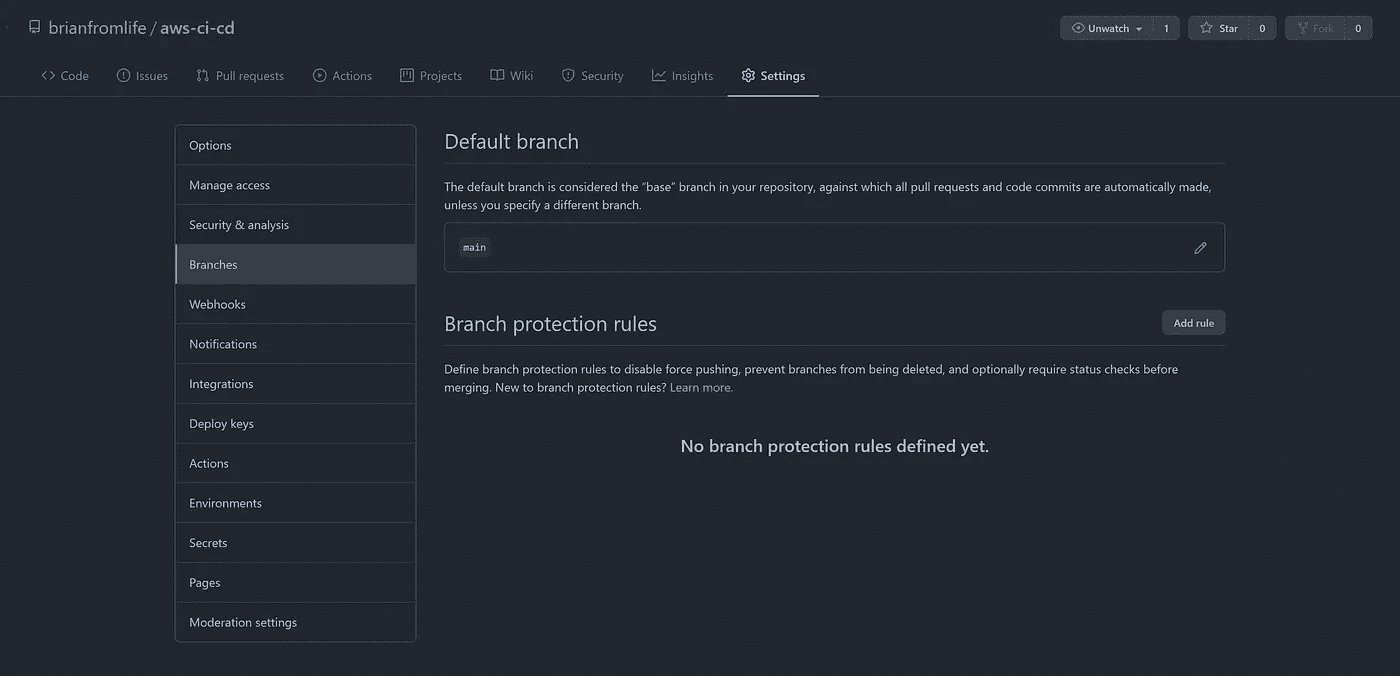 brianfromlife / aws-ci-cd
Unwatch 1 Star 0 Fork 0
Code Issues Pull requests Actions Projects Wiki Security Insights Settings
Options
Manage access
Security & analysis
Branches
Webhooks
Notifications
Integrations
Deploy keys
Actions
Environments
Secrets
Pages
Moderation settings
Default branch
The default branch is considered the “base” branch in your repository, against which all pull requests and code commits are automatically made,
unless you specify a different branch.
main
Branch protection rules
Add rule
Define branch protection rules to disable force pushing, prevent branches from being deleted, and optionally require status checks before
merging. New to branch protection rules? Learn more.
No branch protection rules defined yet.